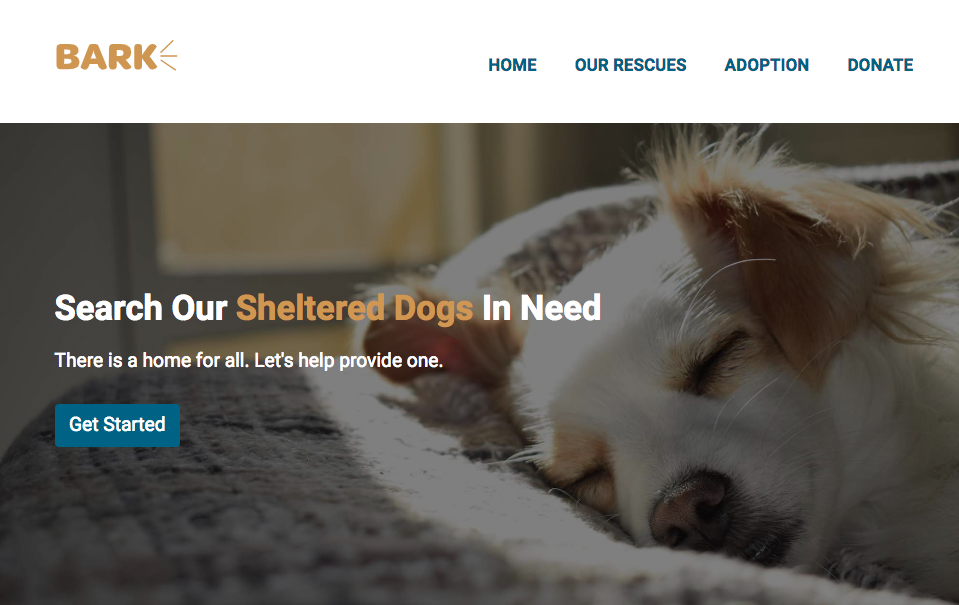 BARK
HOME OUR RESCUES ADOPTION DONATE
Search Our Sheltered Dogs In Need
There is a home for all. Let's help provide one.
Get Started